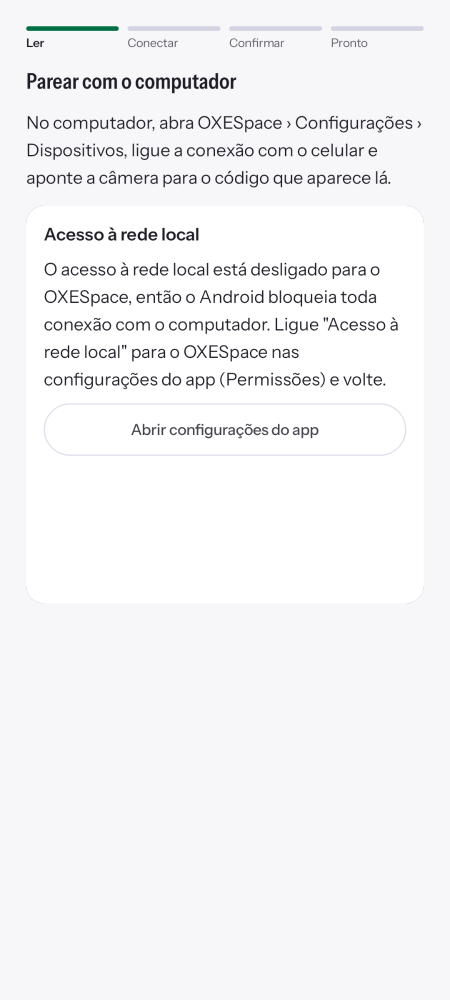 Ler
Conectar
Confirmar
Pronto
Parear com o computador
No computador, abra OXESpace › Configurações ›
Dispositivos, ligue a conexão com o celular e
aponte a câmera para o código que aparece lá.
Acesso à rede local
O acesso à rede local está desligado para o
OXESpace, então o Android bloqueia toda
conexão com o computador. Ligue "Acesso à
rede local" para o OXESpace nas
configurações do app (Permissões) e volte.
Abrir configurações do app